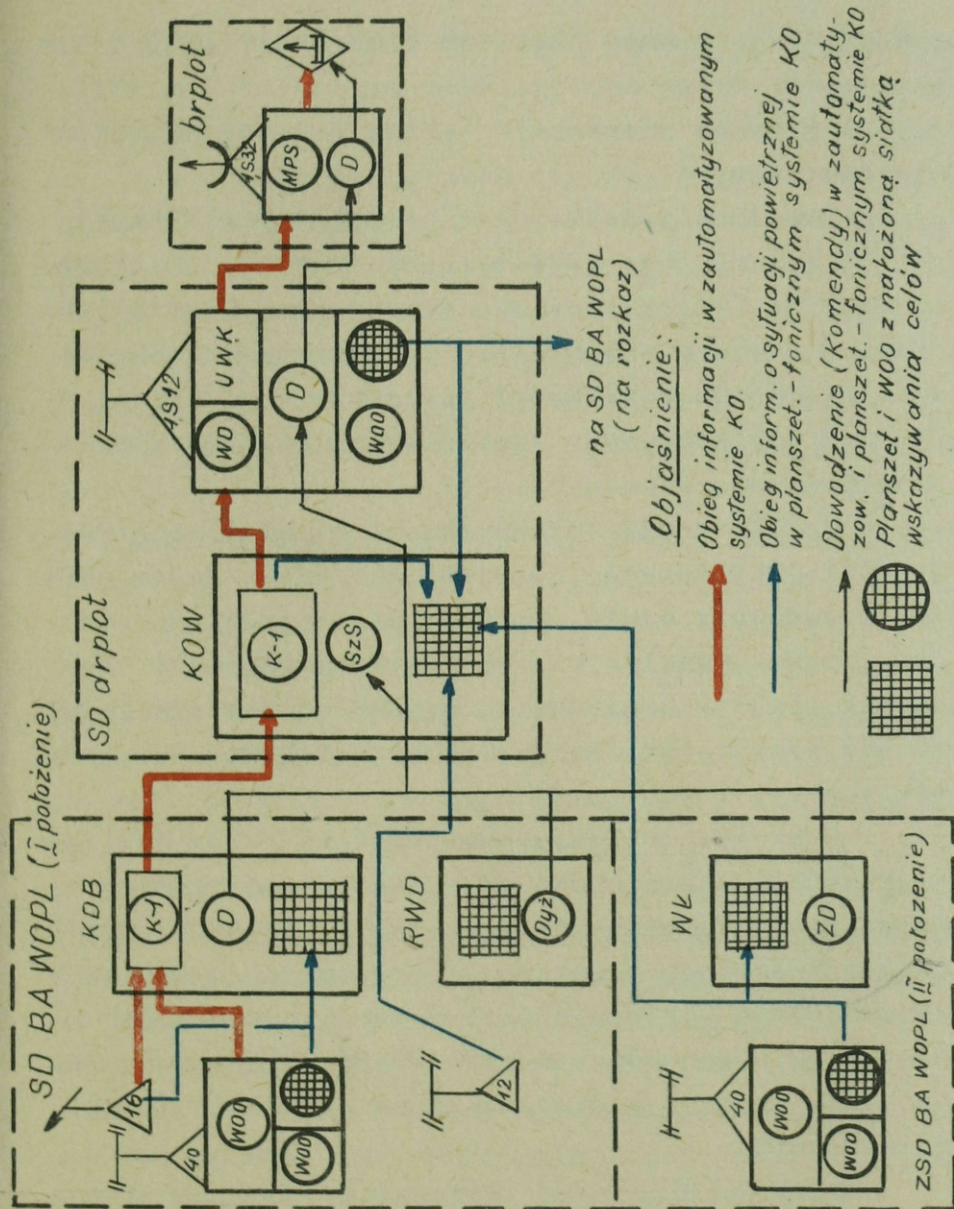 SD BA WOPL (I położenie)
KDB
K-1
D
16
WOO
40
WOO
RWD
Dyż
12
WŁ
ZD
40
WOO
WOO
ZSD BA WOPL (II położenie)
SD drplot
KOW
K-1
SzS
1S12
WO
UWK
D
WOO
brplot
1S32
MPS
D
na SD BA WOPL
(na rozkaz)
Objaśnienie:
Obieg informacji w zautomatyzowanym
systemie KO.
Obieg inform. o sytuacji powietrznej
w planszet.-fonicznym systemie KO
Dowodzenie (komendy) w zautomaty-
zow. i planszet.-fonicznym systemie KO
Planszet i WOO z nałożoną siatką
wskazywania celów